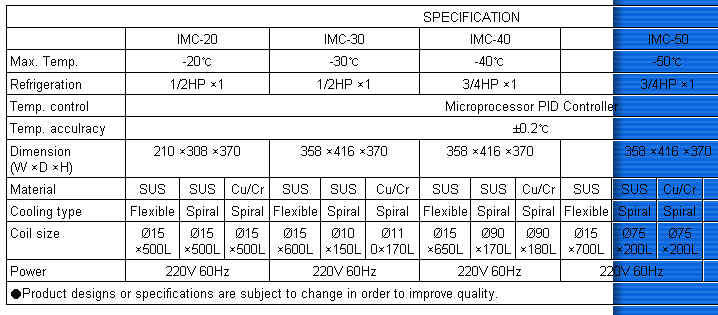 SPECIFICATION
IMC-20 IMC-30 IMC-40 IMC-50
Max. Temp. -20℃ -30℃ -40℃ -50℃
Refrigeration 1/2HP ×1 1/2HP ×1 3/4HP ×1 3/4HP ×1
Temp. control Microprocessor PID Controller
Temp. acculracy ±0.2℃
Dimension 210 ×308 ×370 358 ×416 ×370 358 ×416 ×370 358 ×416 ×370
(W ×D ×H)
Material SUS SUS Cu/Cr SUS SUS Cu/Cr SUS SUS Cu/Cr SUS SUS Cu/Cr
Cooling type Flexible Spiral Spiral Flexible Spiral Spiral Flexible Spiral Spiral Flexible Spiral Spiral
Coil size Ø15 Ø15 Ø15 Ø15 Ø10 Ø11 Ø15 Ø90 Ø90 Ø15 Ø75 Ø75
×500L ×500L ×500L ×600L ×150L 0×170L ×650L ×170L ×180L ×700L ×200L ×200L
Power 220V 60Hz 220V 60Hz 220V 60Hz 220V 60Hz
●Product designs or specifications are subject to change in order to improve quality.